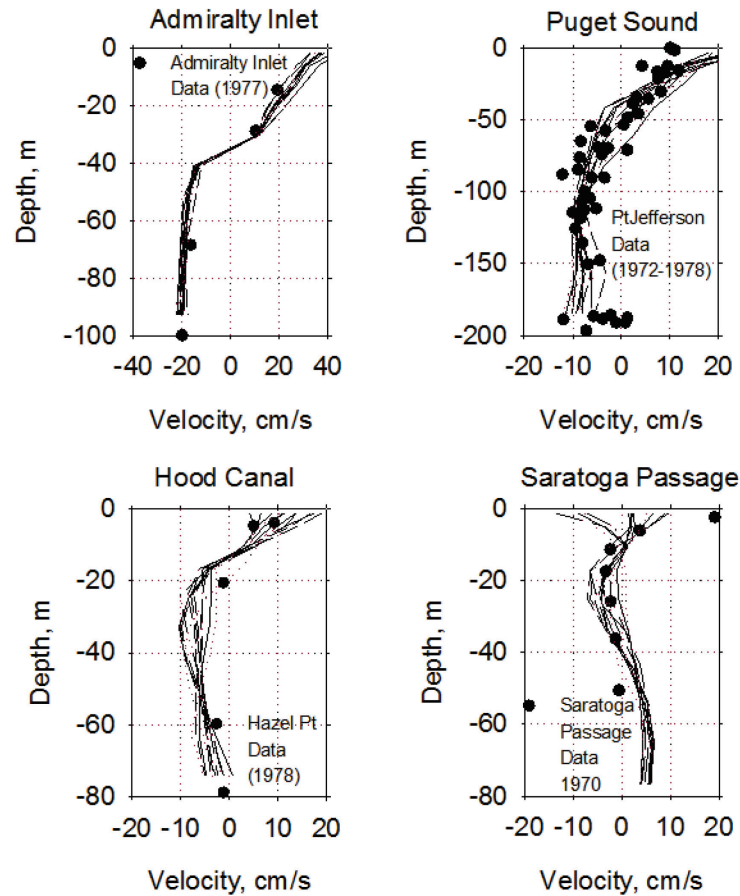 Admiralty Inlet
0
-20
-40
-60
-80
-100
Depth, m
Admiralty Inlet
Data (1977)
-40 -20 0 20 40
Velocity, cm/s
Puget Sound
0
-50
-100
-150
-200
Depth, m
PtJefferson
Data
(1972-1978)
-20 -10 0 10 20
Velocity, cm/s
Hood Canal
0
-20
-40
-60
-80
Depth, m
Hazel Pt
Data
(1978)
-20 -10 0 10 20
Velocity, cm/s
Saratoga Passage
0
-20
-40
-60
-80
Depth, m
Saratoga
Passage
Data
1970
-20 -10 0 10 20
Velocity, cm/s